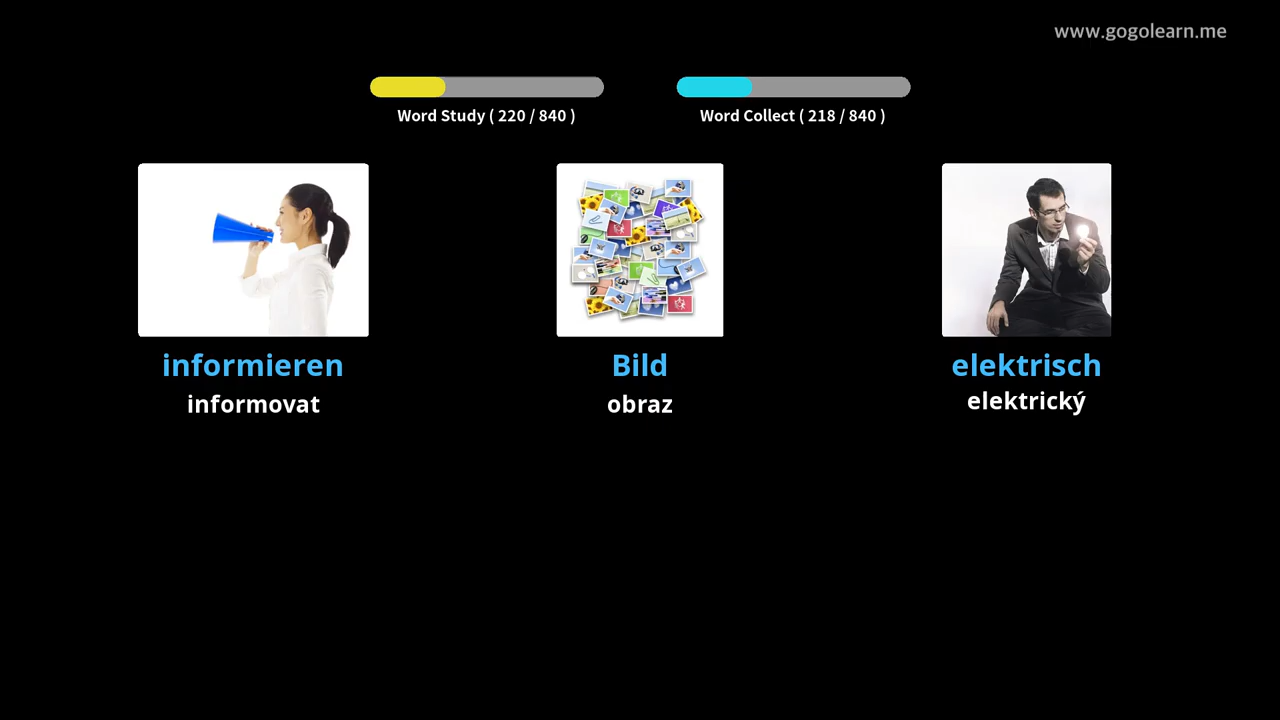 www.gogolearn.me
Word Study ( 220 / 840 )
Word Collect ( 218 / 840 )
informieren
Bild
elektrisch
informovat
obraz
elektrický